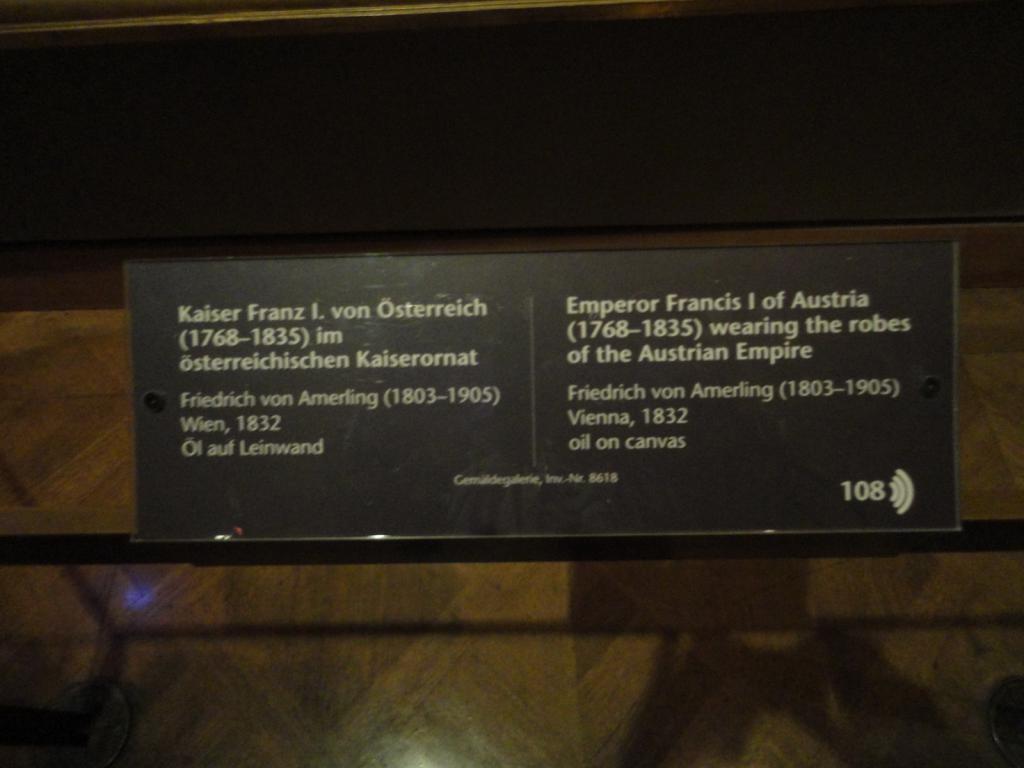 Kaiser Franz I. von Österreich
(1768–1835) im
österreichischen Kaiserornat
Friedrich von Amerling (1803–1905)
Wien, 1832
Öl auf Leinwand
Emperor Francis I of Austria
(1768–1835) wearing the robes
of the Austrian Empire
Friedrich von Amerling (1803–1905)
Vienna, 1832
oil on canvas
Gemäldegalerie, Inv.-Nr. 8618
108